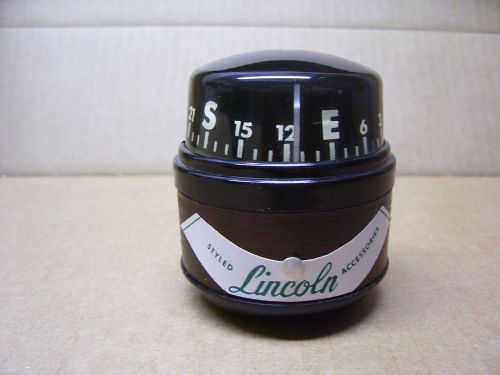 21 S 15 12 E 6 3
STYLED Lincoln ACCESSORIES